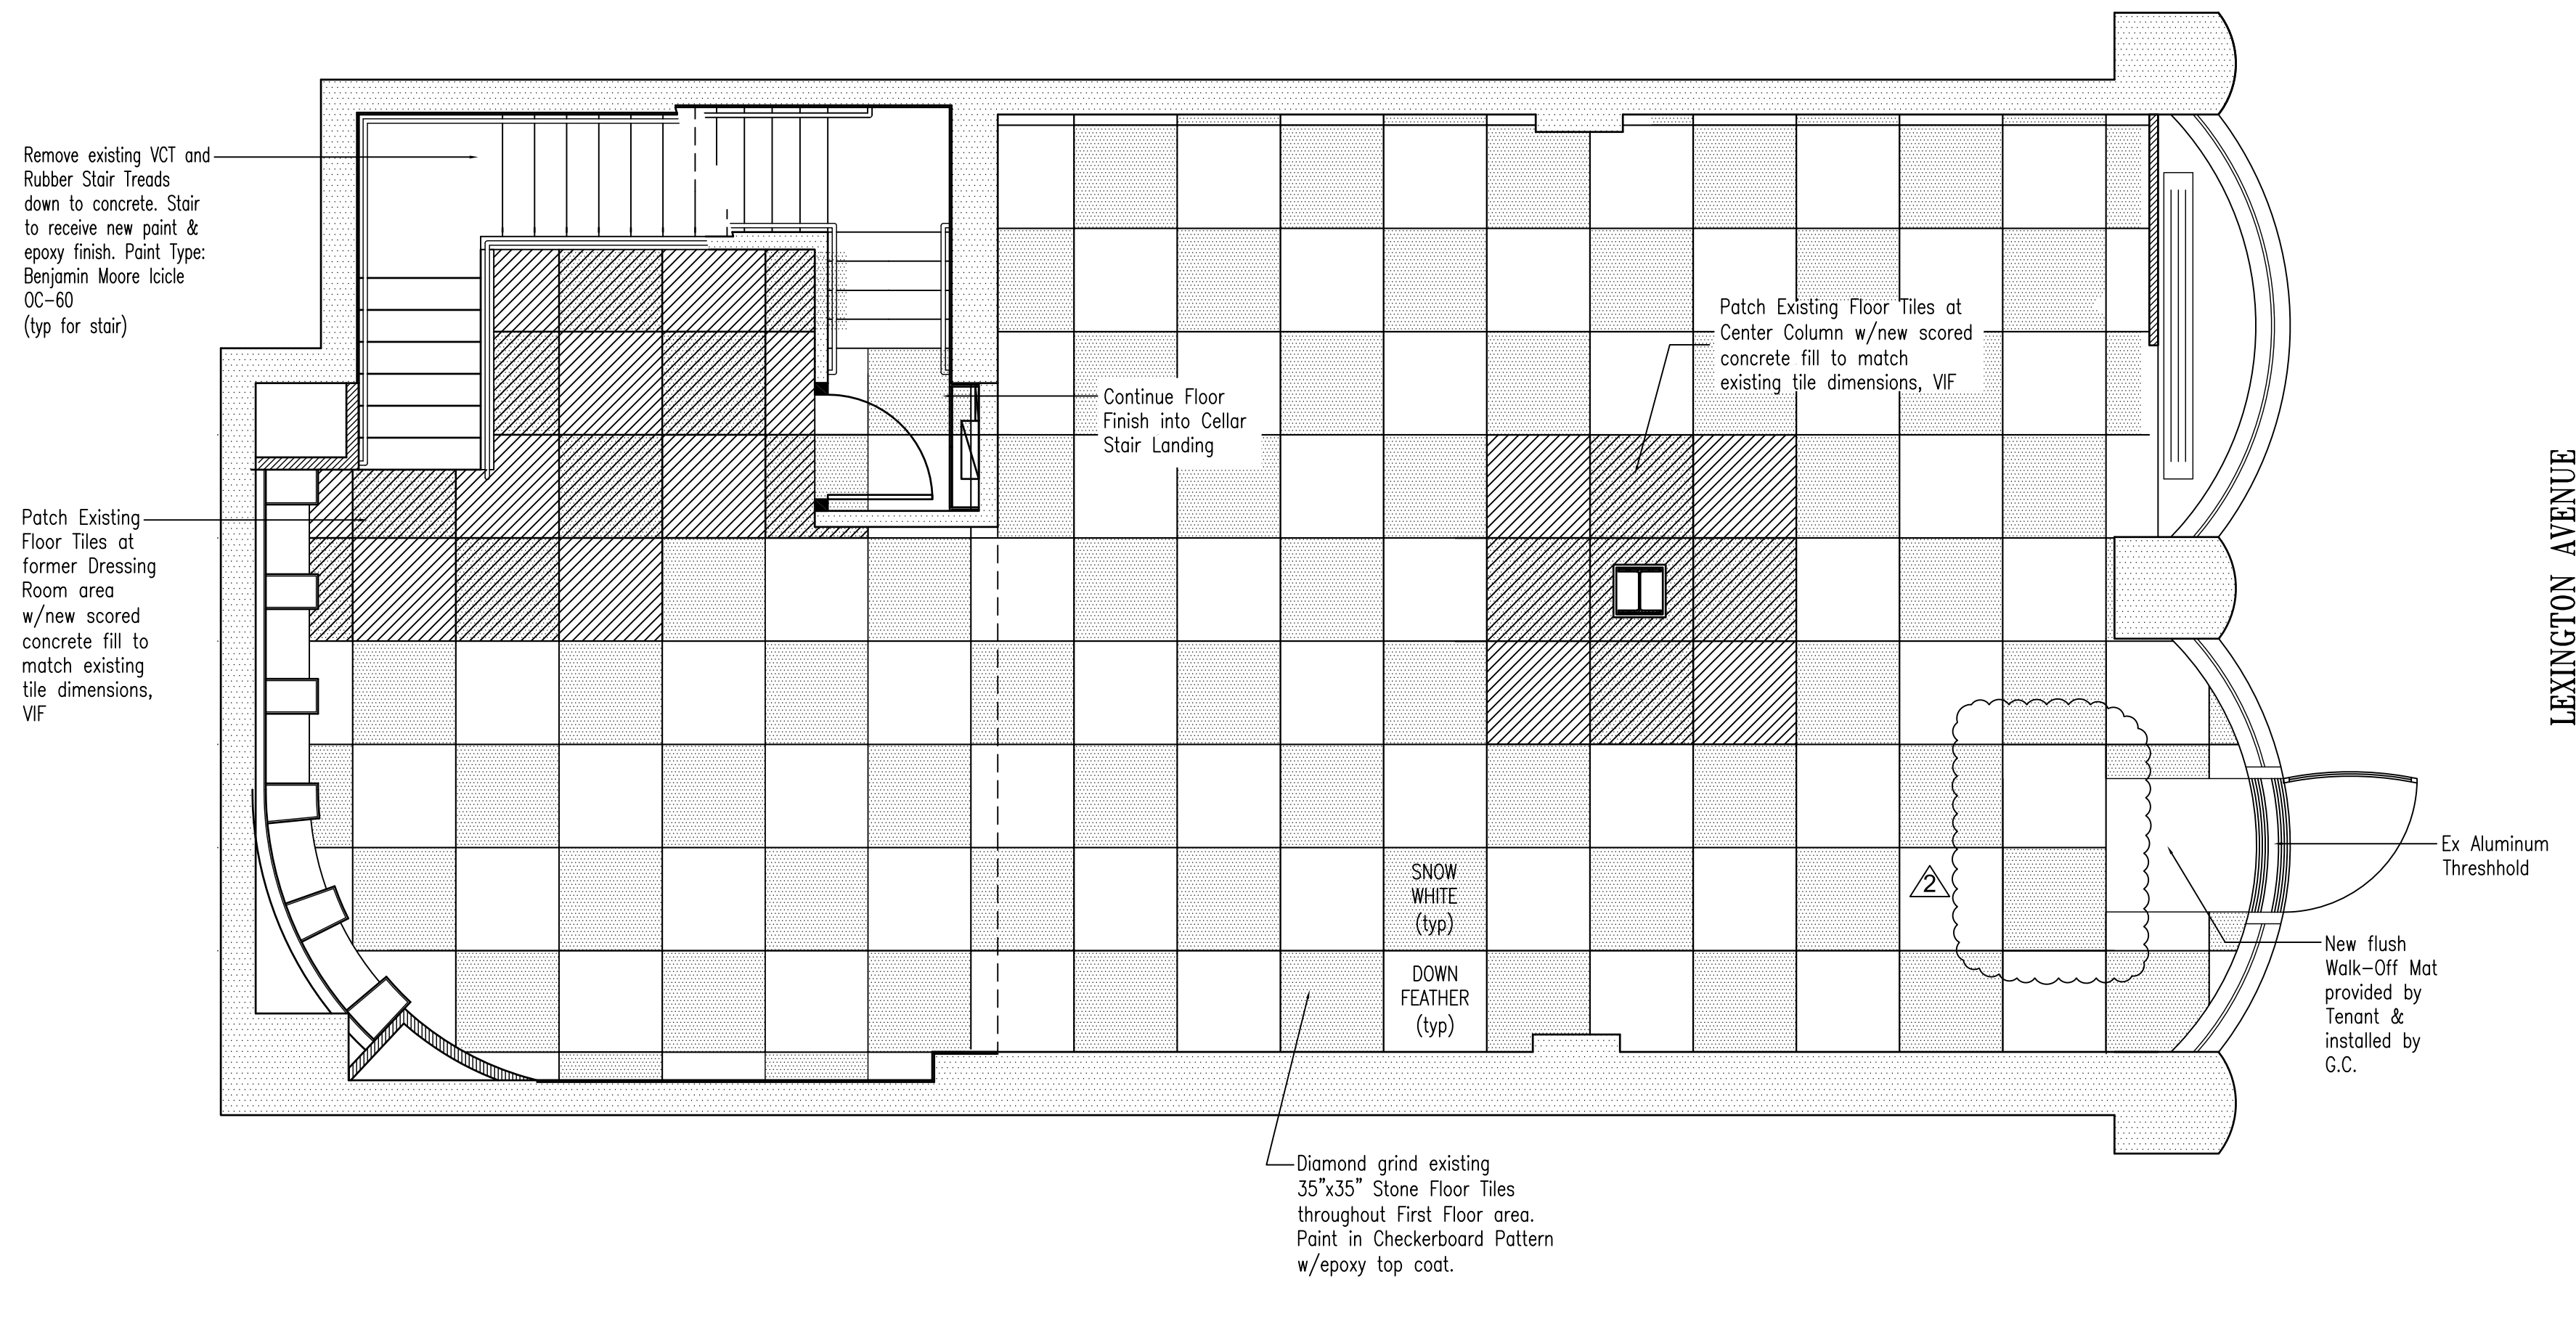 Remove existing VCT and
Rubber Stair Treads
down to concrete. Stair
to receive new paint &
epoxy finish. Paint Type:
Benjamin Moore Icicle
OC-60
(typ for stair)
Patch Existing Floor Tiles at
Center Column w/new scored
concrete fill to match
existing tile dimensions, VIF
Continue Floor
Finish into Cellar
Stair Landing
LEXINGTON AVENUE
Patch Existing
Floor Tiles at
former Dressing
Room area
w/new scored
concrete fill to
match existing
tile dimensions,
VIF
Ex Aluminum
Threshhold
SNOW
WHITE
(typ)
2
DOWN
FEATHER
(typ)
New flush
Walk-Off Mat
provided by
Tenant &
installed by
G.C.
Diamond grind existing
35"x35" Stone Floor Tiles
throughout First Floor area.
Paint in Checkerboard Pattern
w/epoxy top coat.